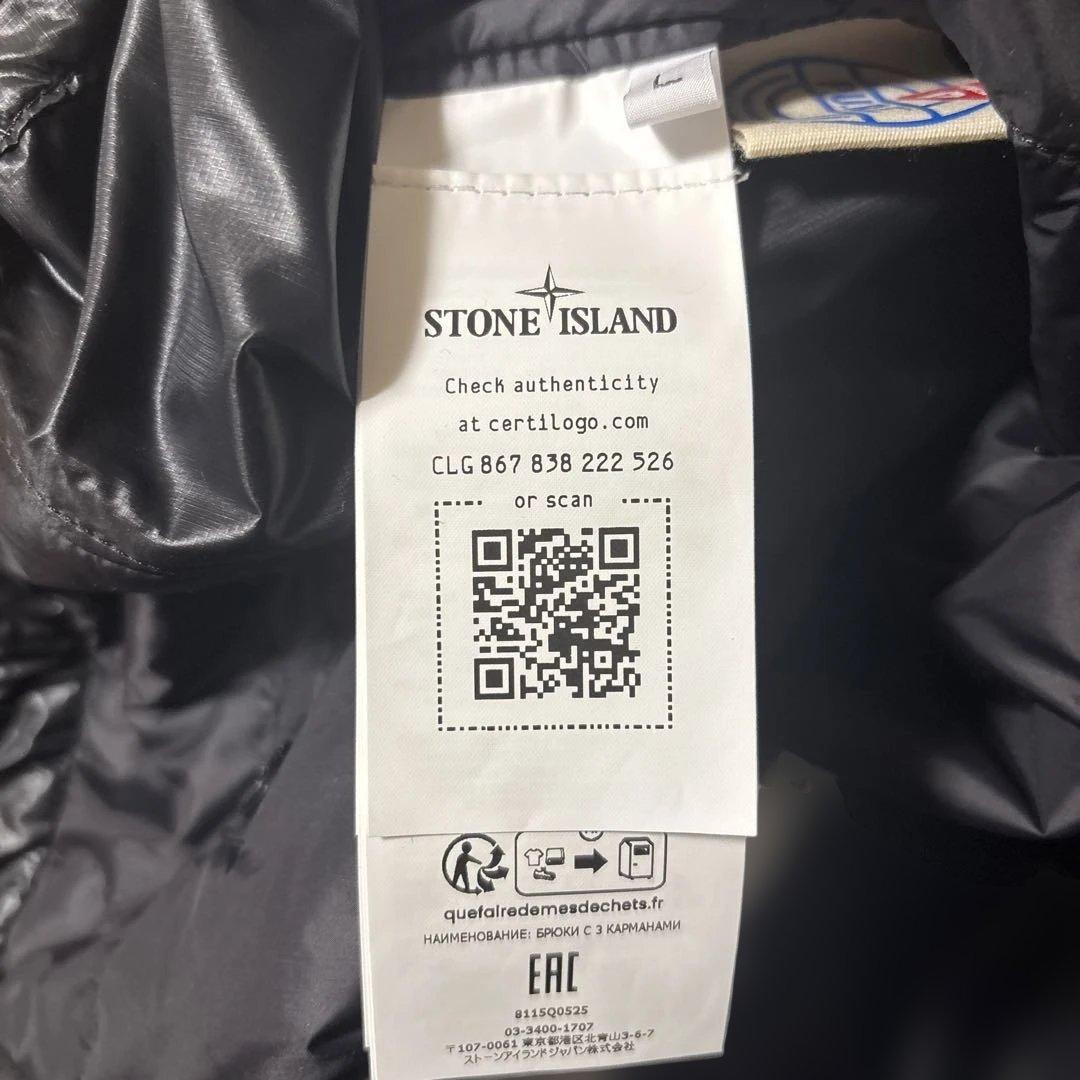 L
STONE ISLAND
Check authenticity
at certilogo.com
CLG 867 838 222 526
or scan
quefairedemesdechets.fr
НАИМЕНОВАНИЕ: БРЮКИ С 3 КАРМАНАМИ
EAC
8115Q0525
03-3400-1707
〒107-0061 東京都港区北青山3-6-7
ストーンアイランドジャパン株式会社